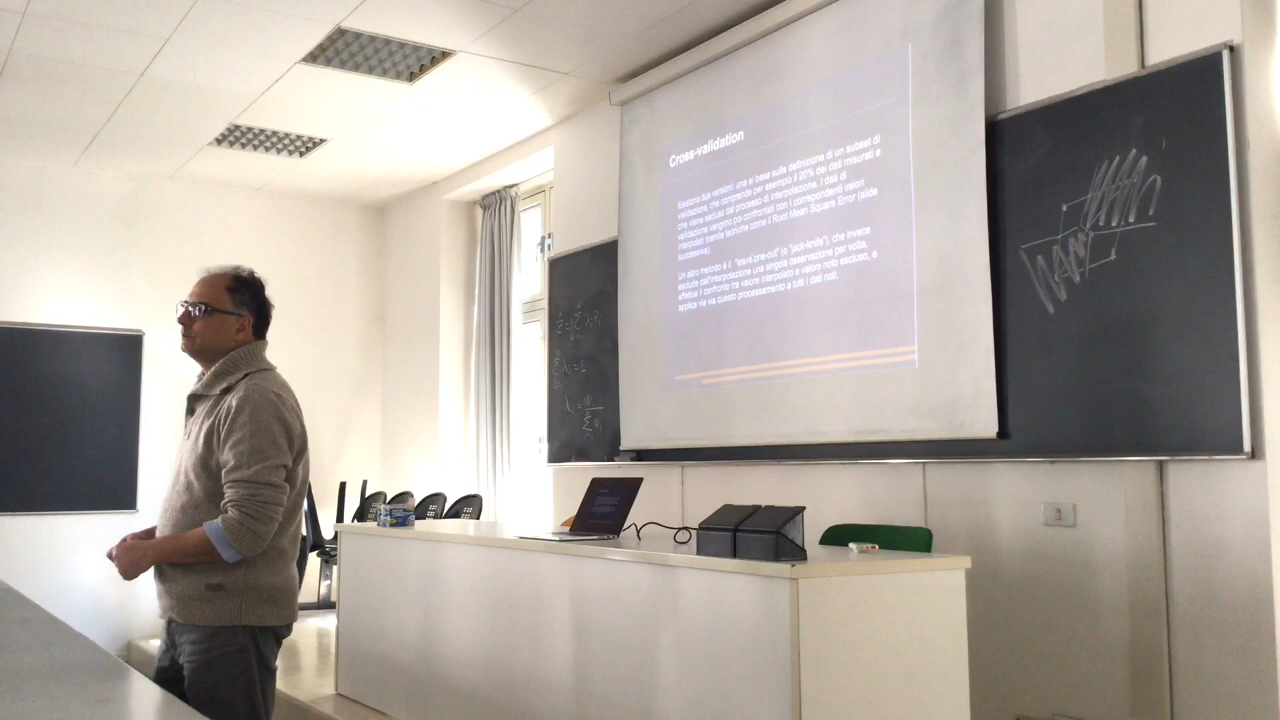 Cross-validation
Esistono due versioni: una si basa sulla definizione di un subset di
validazione, che comprende per esempio il 20% dei dati misurati e
che viene escluso dal processo di interpolazione. I dati di
validazione vengono poi confrontati con i corrispondenti valori
interpolati tramite tecniche come il Root Mean Square Error (slide
successiva).
Un altro metodo è il "leave one-out" (o "jack-knife"), che invece
esclude dall'interpolazione una singola osservazione per volta,
effettua il confronto tra valore interpolato e valore noto escluso, e
applica via via questo processamento a tutti i dati noti.